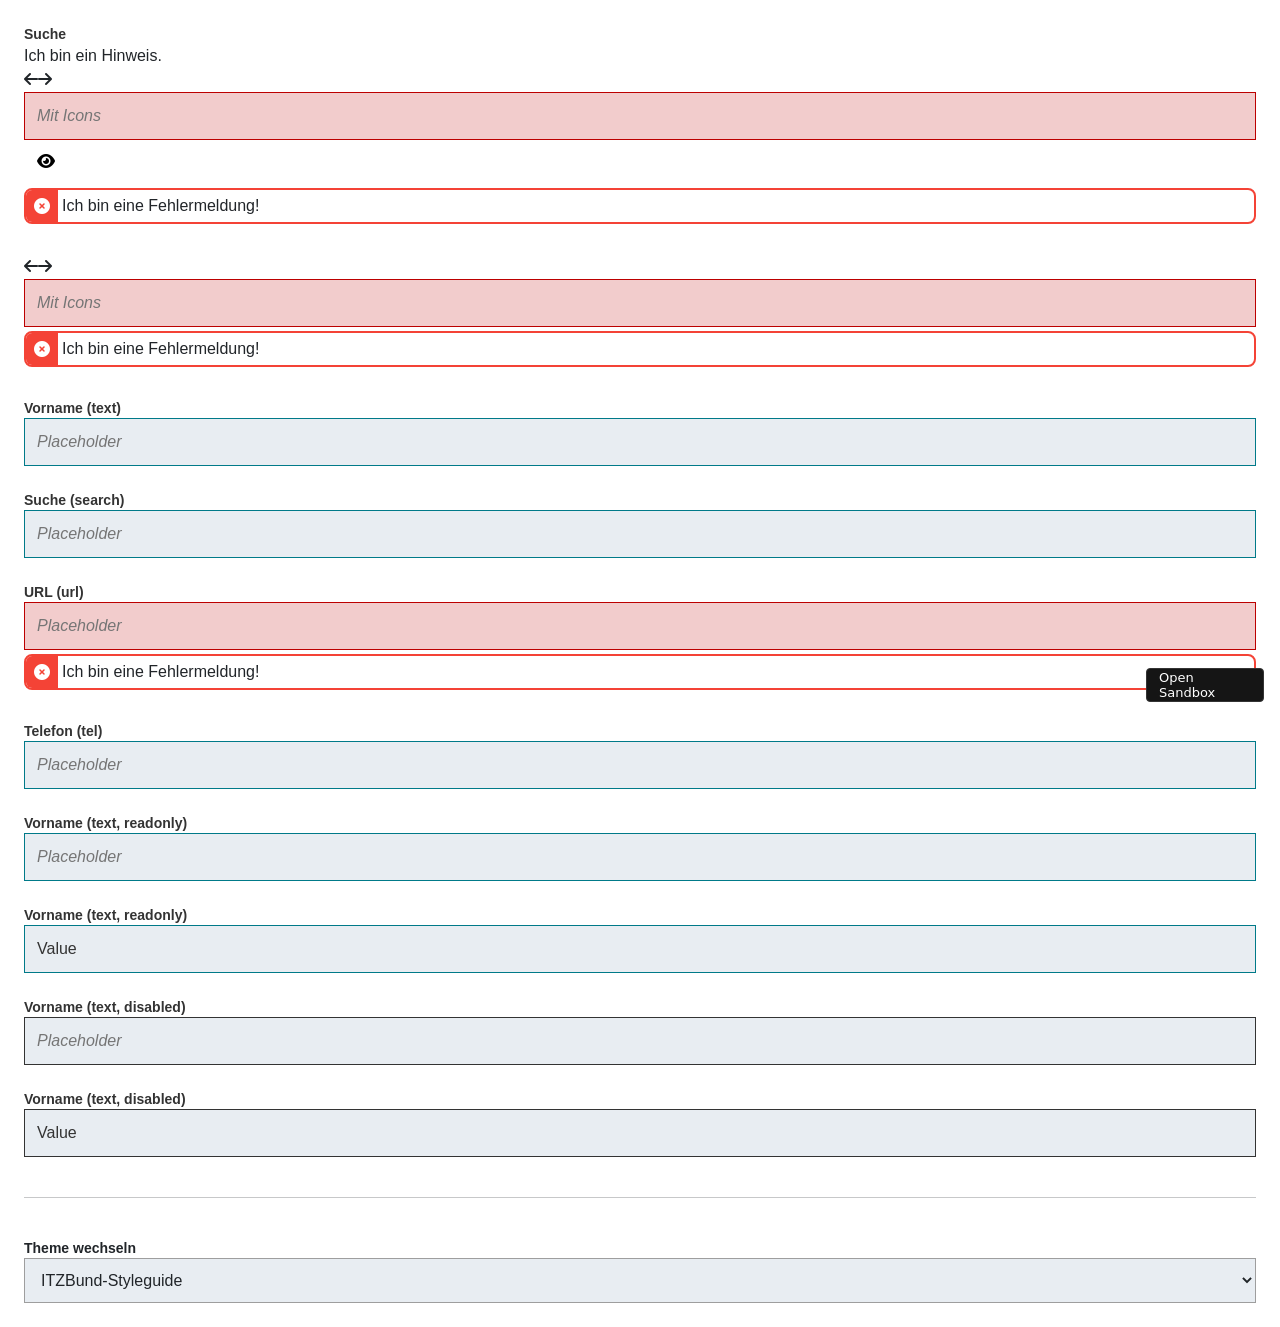 Suche
Ich bin ein Hinweis.
Mit Icons
Ich bin eine Fehlermeldung!
Mit Icons
Ich bin eine Fehlermeldung!
Vorname (text)
Placeholder
Suche (search)
Placeholder
URL (url)
Placeholder
Ich bin eine Fehlermeldung!
Open
Sandbox
Telefon (tel)
Placeholder
Vorname (text, readonly)
Placeholder
Vorname (text, readonly)
Value
Vorname (text, disabled)
Placeholder
Vorname (text, disabled)
Value
Theme wechseln
ITZBund-Styleguide